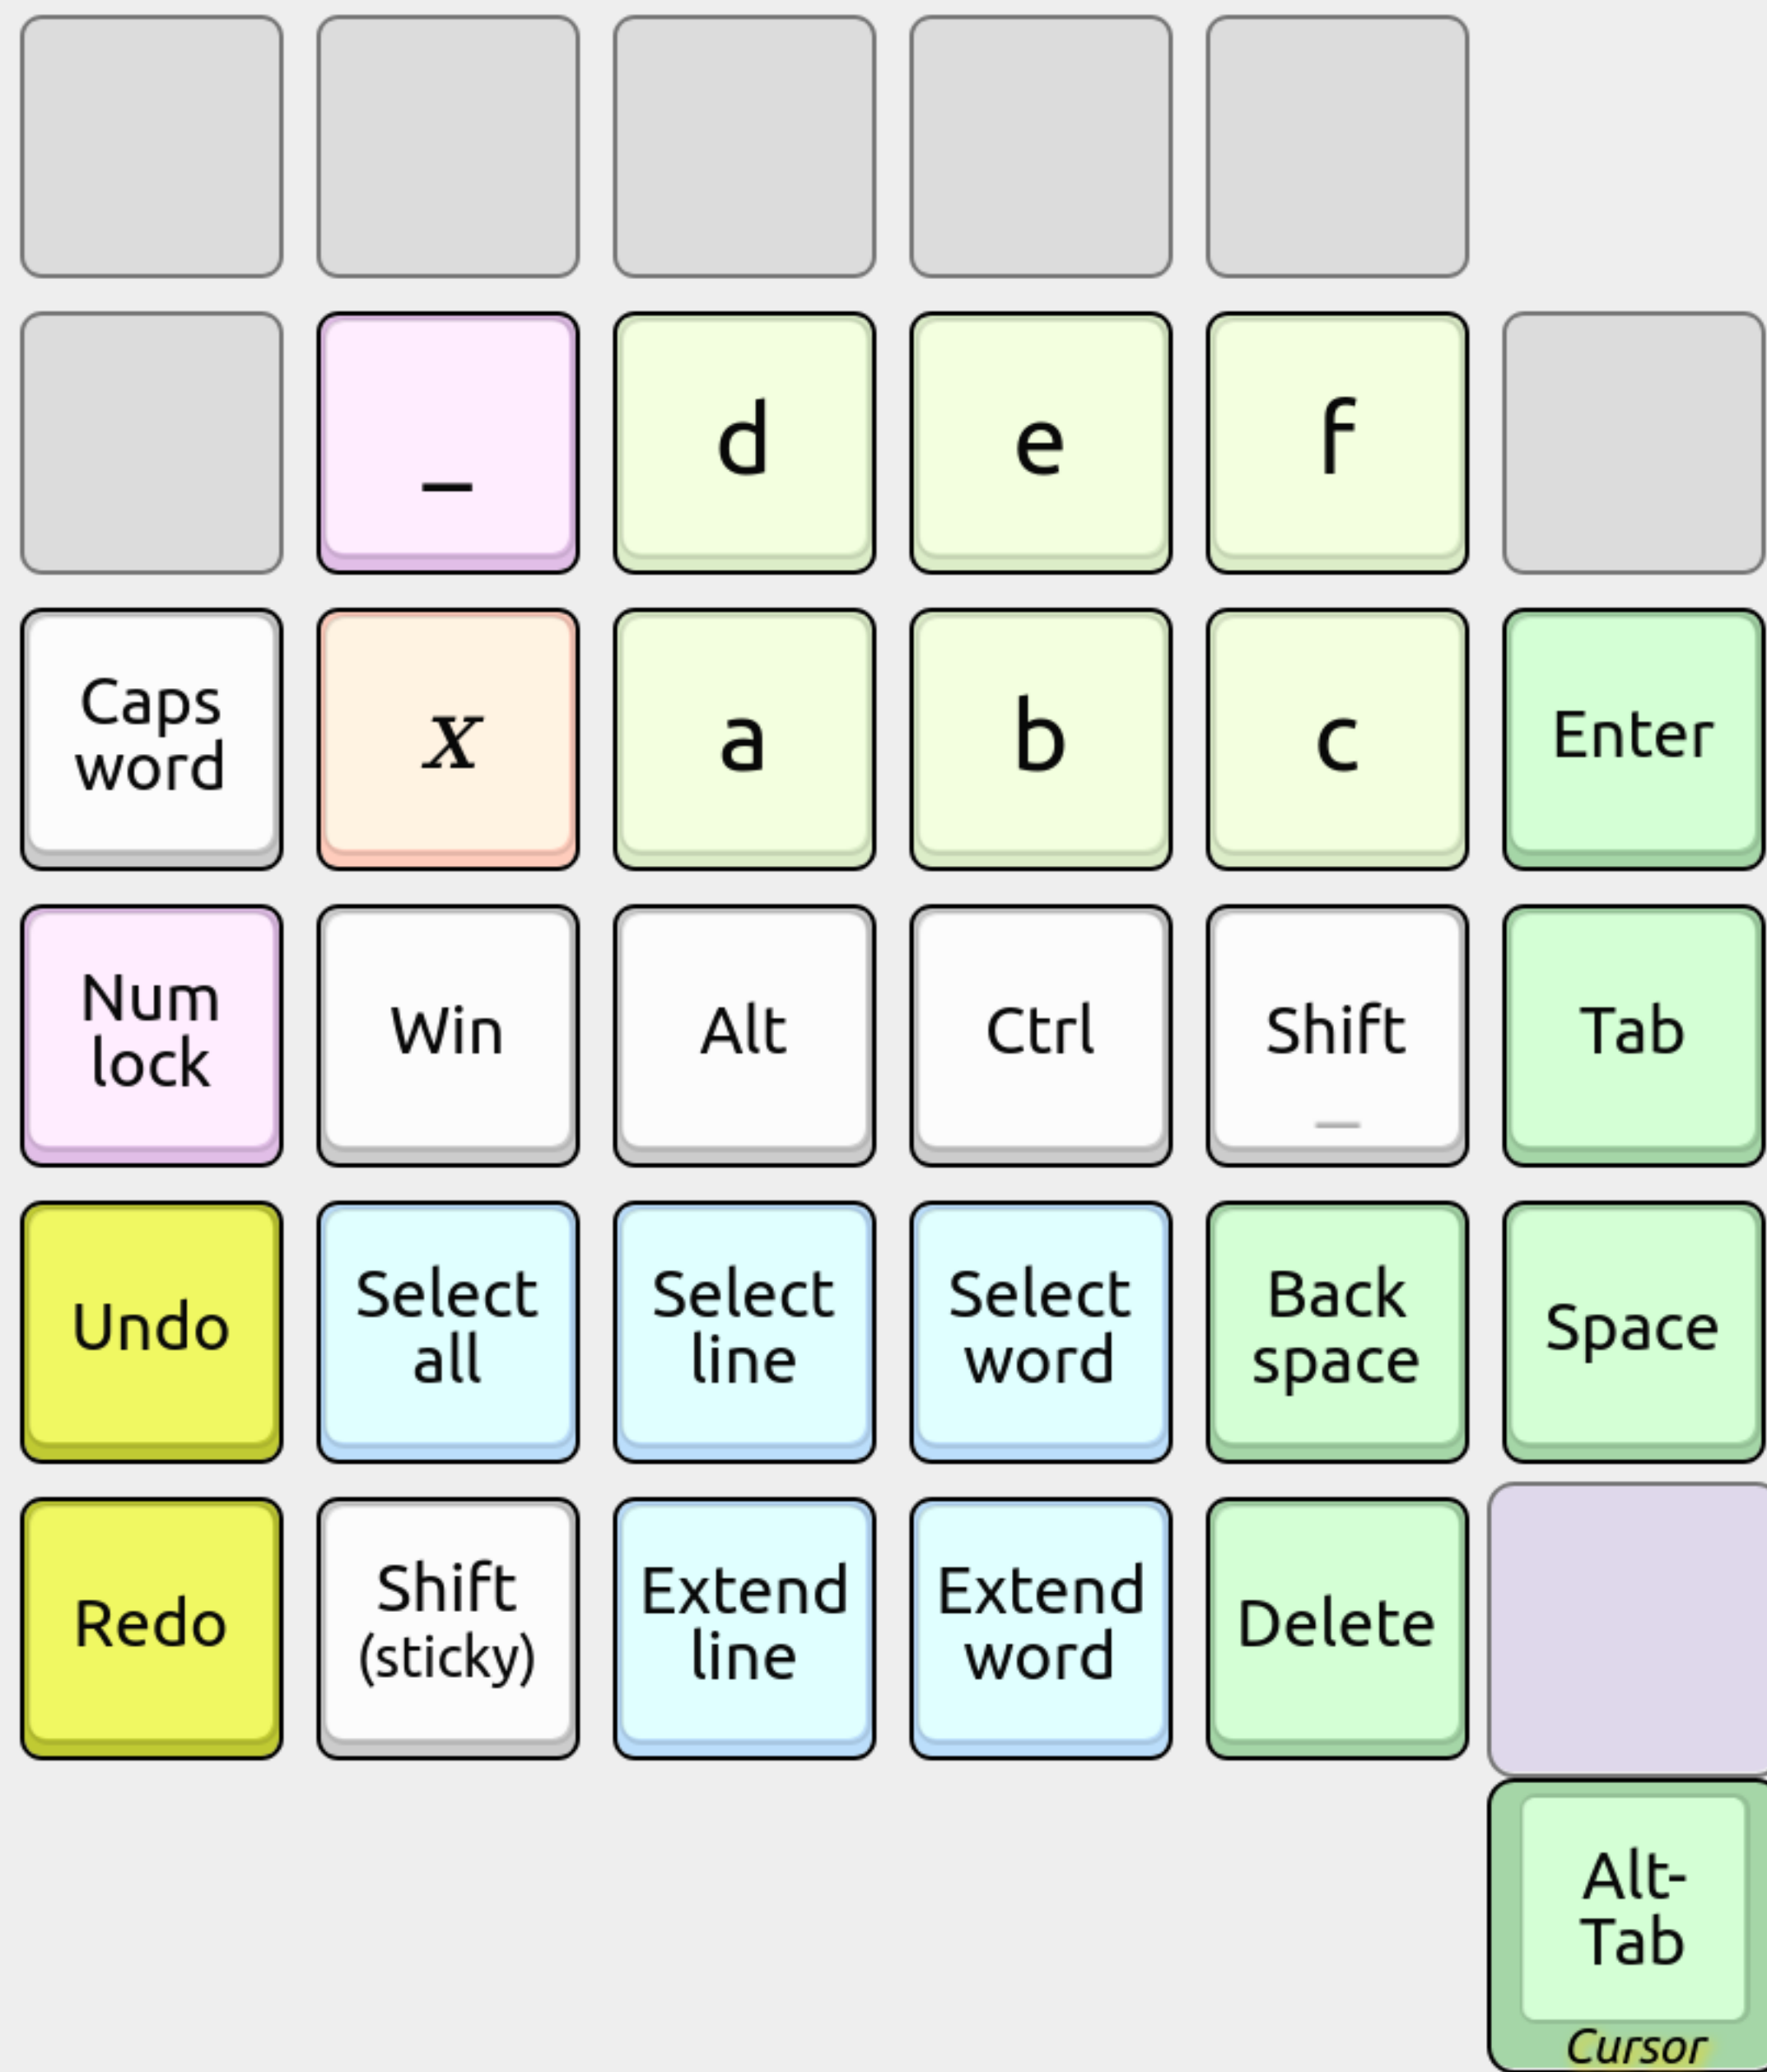 _
d
e
f
Caps
word
x
a
b
c
Enter
Num
lock
Win
Alt
Ctrl
Shift
_
Tab
Undo
Select
all
Select
line
Select
word
Back
space
Space
Redo
Shift
(sticky)
Extend
line
Extend
word
Delete
Alt-
Tab
Cursor